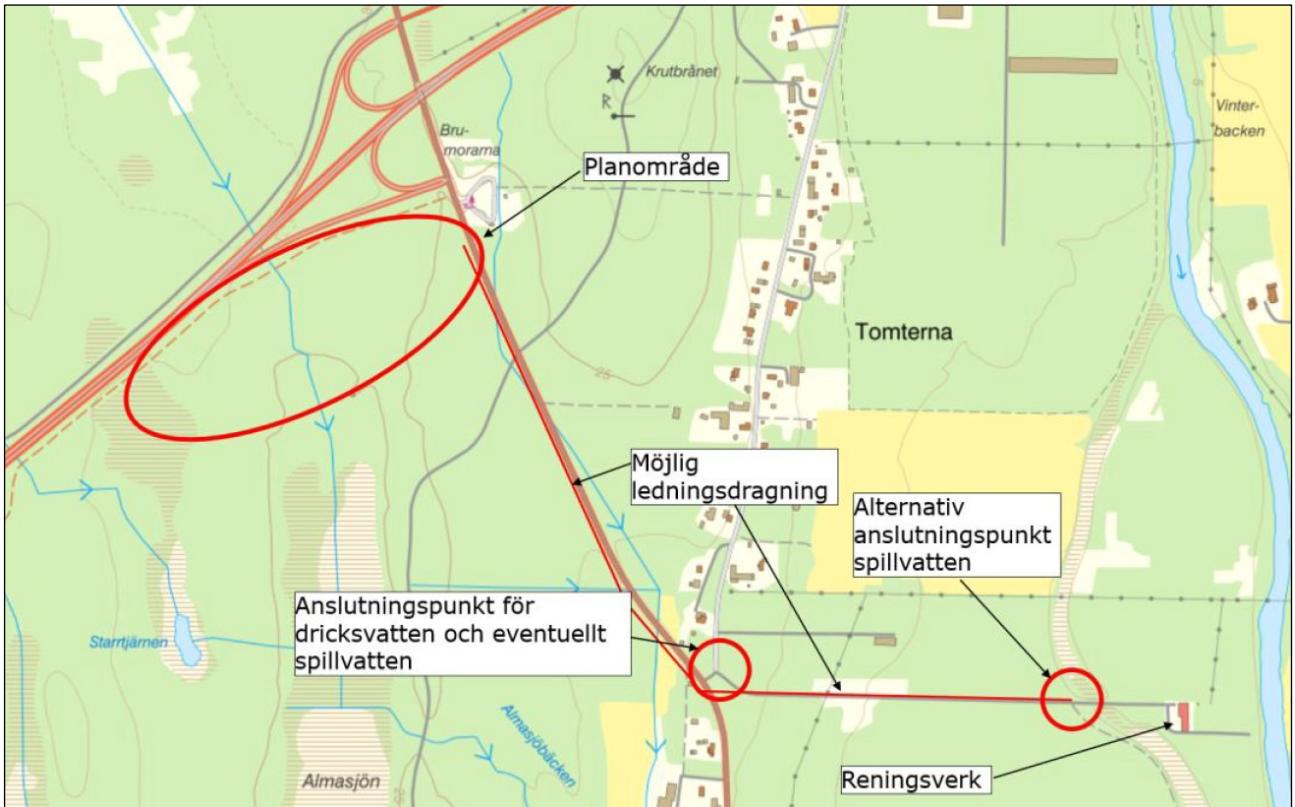 Krutbrånet
Bru-
morarna
Vinter-
backen
Planområde
Tomterna
25
Möjlig
ledningsdragning
Alternativ
anslutningspunkt
spillvatten
Anslutningspunkt för
dricksvatten och eventuellt
spillvatten
Starrtjärnen
Almasjöbäcken
Almasjön
25
Reningsverk